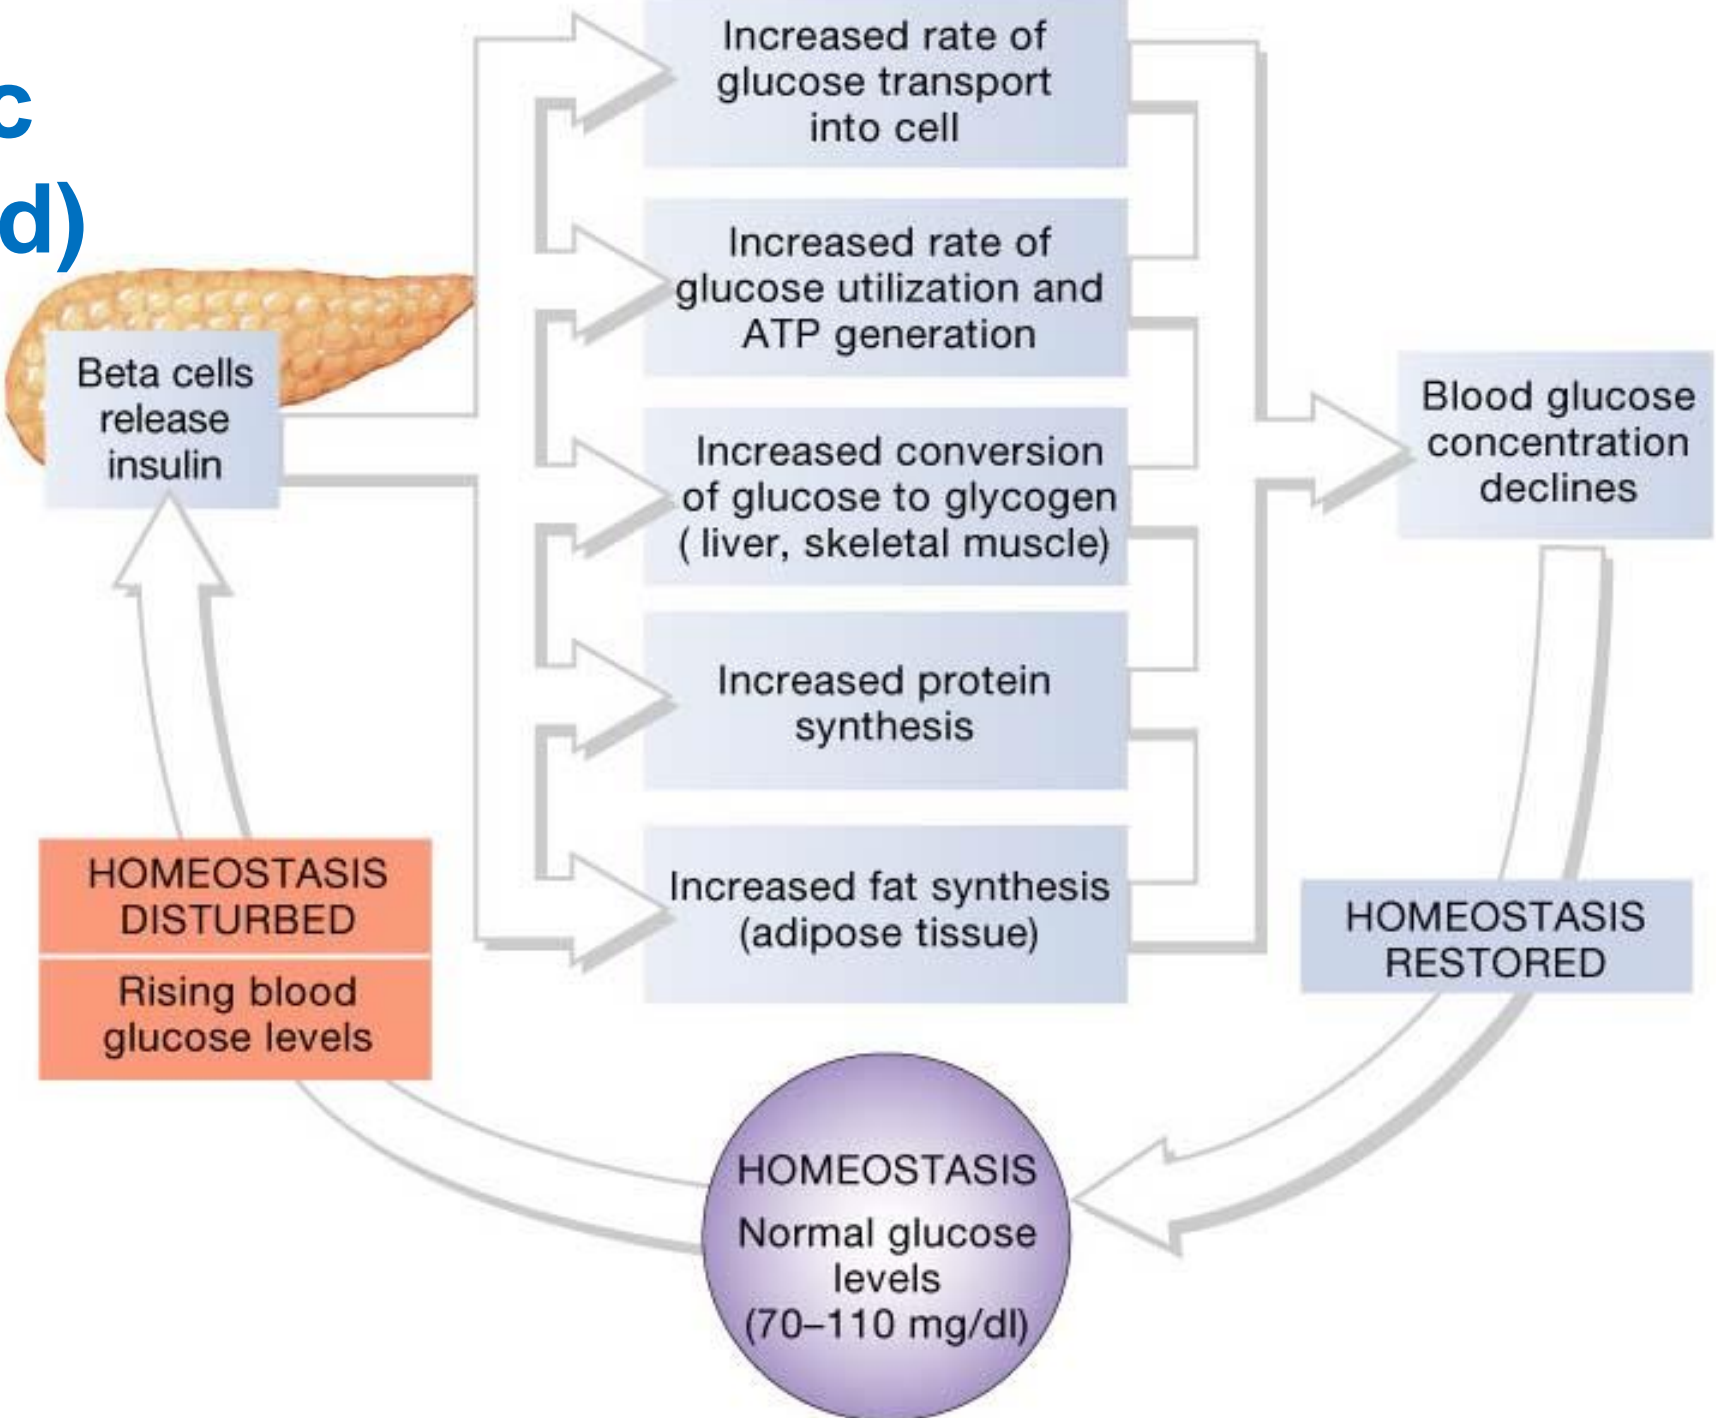 c
d)
Increased rate of
glucose transport
into cell
Increased rate of
glucose utilization and
ATP generation
Increased conversion
of glucose to glycogen
( liver, skeletal muscle)
Increased protein
synthesis
Increased fat synthesis
(adipose tissue)
Beta cells
release
insulin
Blood glucose
concentration
declines
HOMEOSTASIS
DISTURBED
Rising blood
glucose levels
HOMEOSTASIS
RESTORED
HOMEOSTASIS
Normal glucose
levels
(70–110 mg/dl)